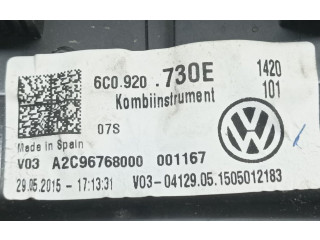 6C0.920.730E 1420
Kombiinstrument 101
07S
Made in Spain
V03 A2C96768000 001167
29.05.2015 - 17:13:31 V03-04129.05.1505012183